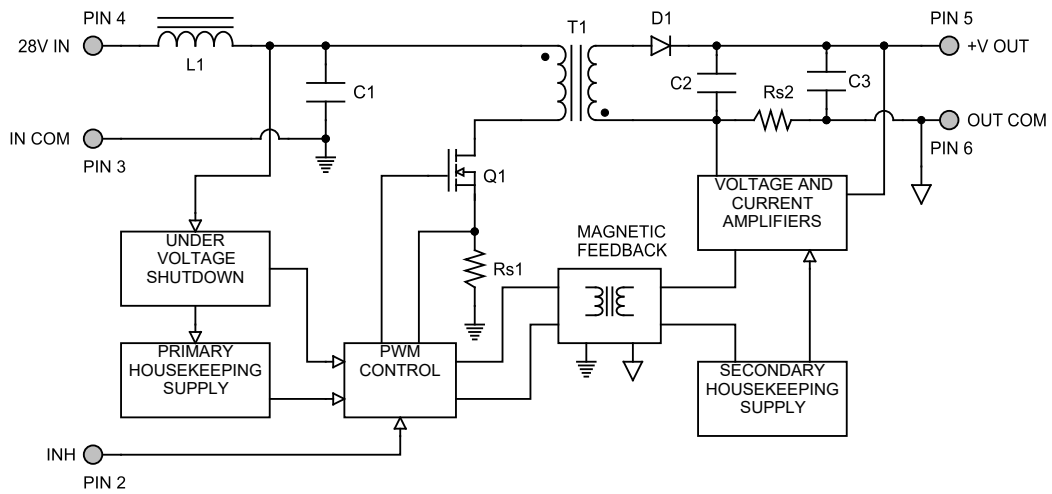 PIN 4
28V IN
L1
C1
IN COM
PIN 3
T1
D1
PIN 5
+V OUT
C2
Rs2
C3
OUT COM
PIN 6
Q1
VOLTAGE AND
CURRENT
AMPLIFIERS
UNDER
VOLTAGE
SHUTDOWN
Rs1
MAGNETIC
FEEDBACK
PRIMARY
HOUSEKEEPING
SUPPLY
PWM
CONTROL
SECONDARY
HOUSEKEEPING
SUPPLY
INH
PIN 2